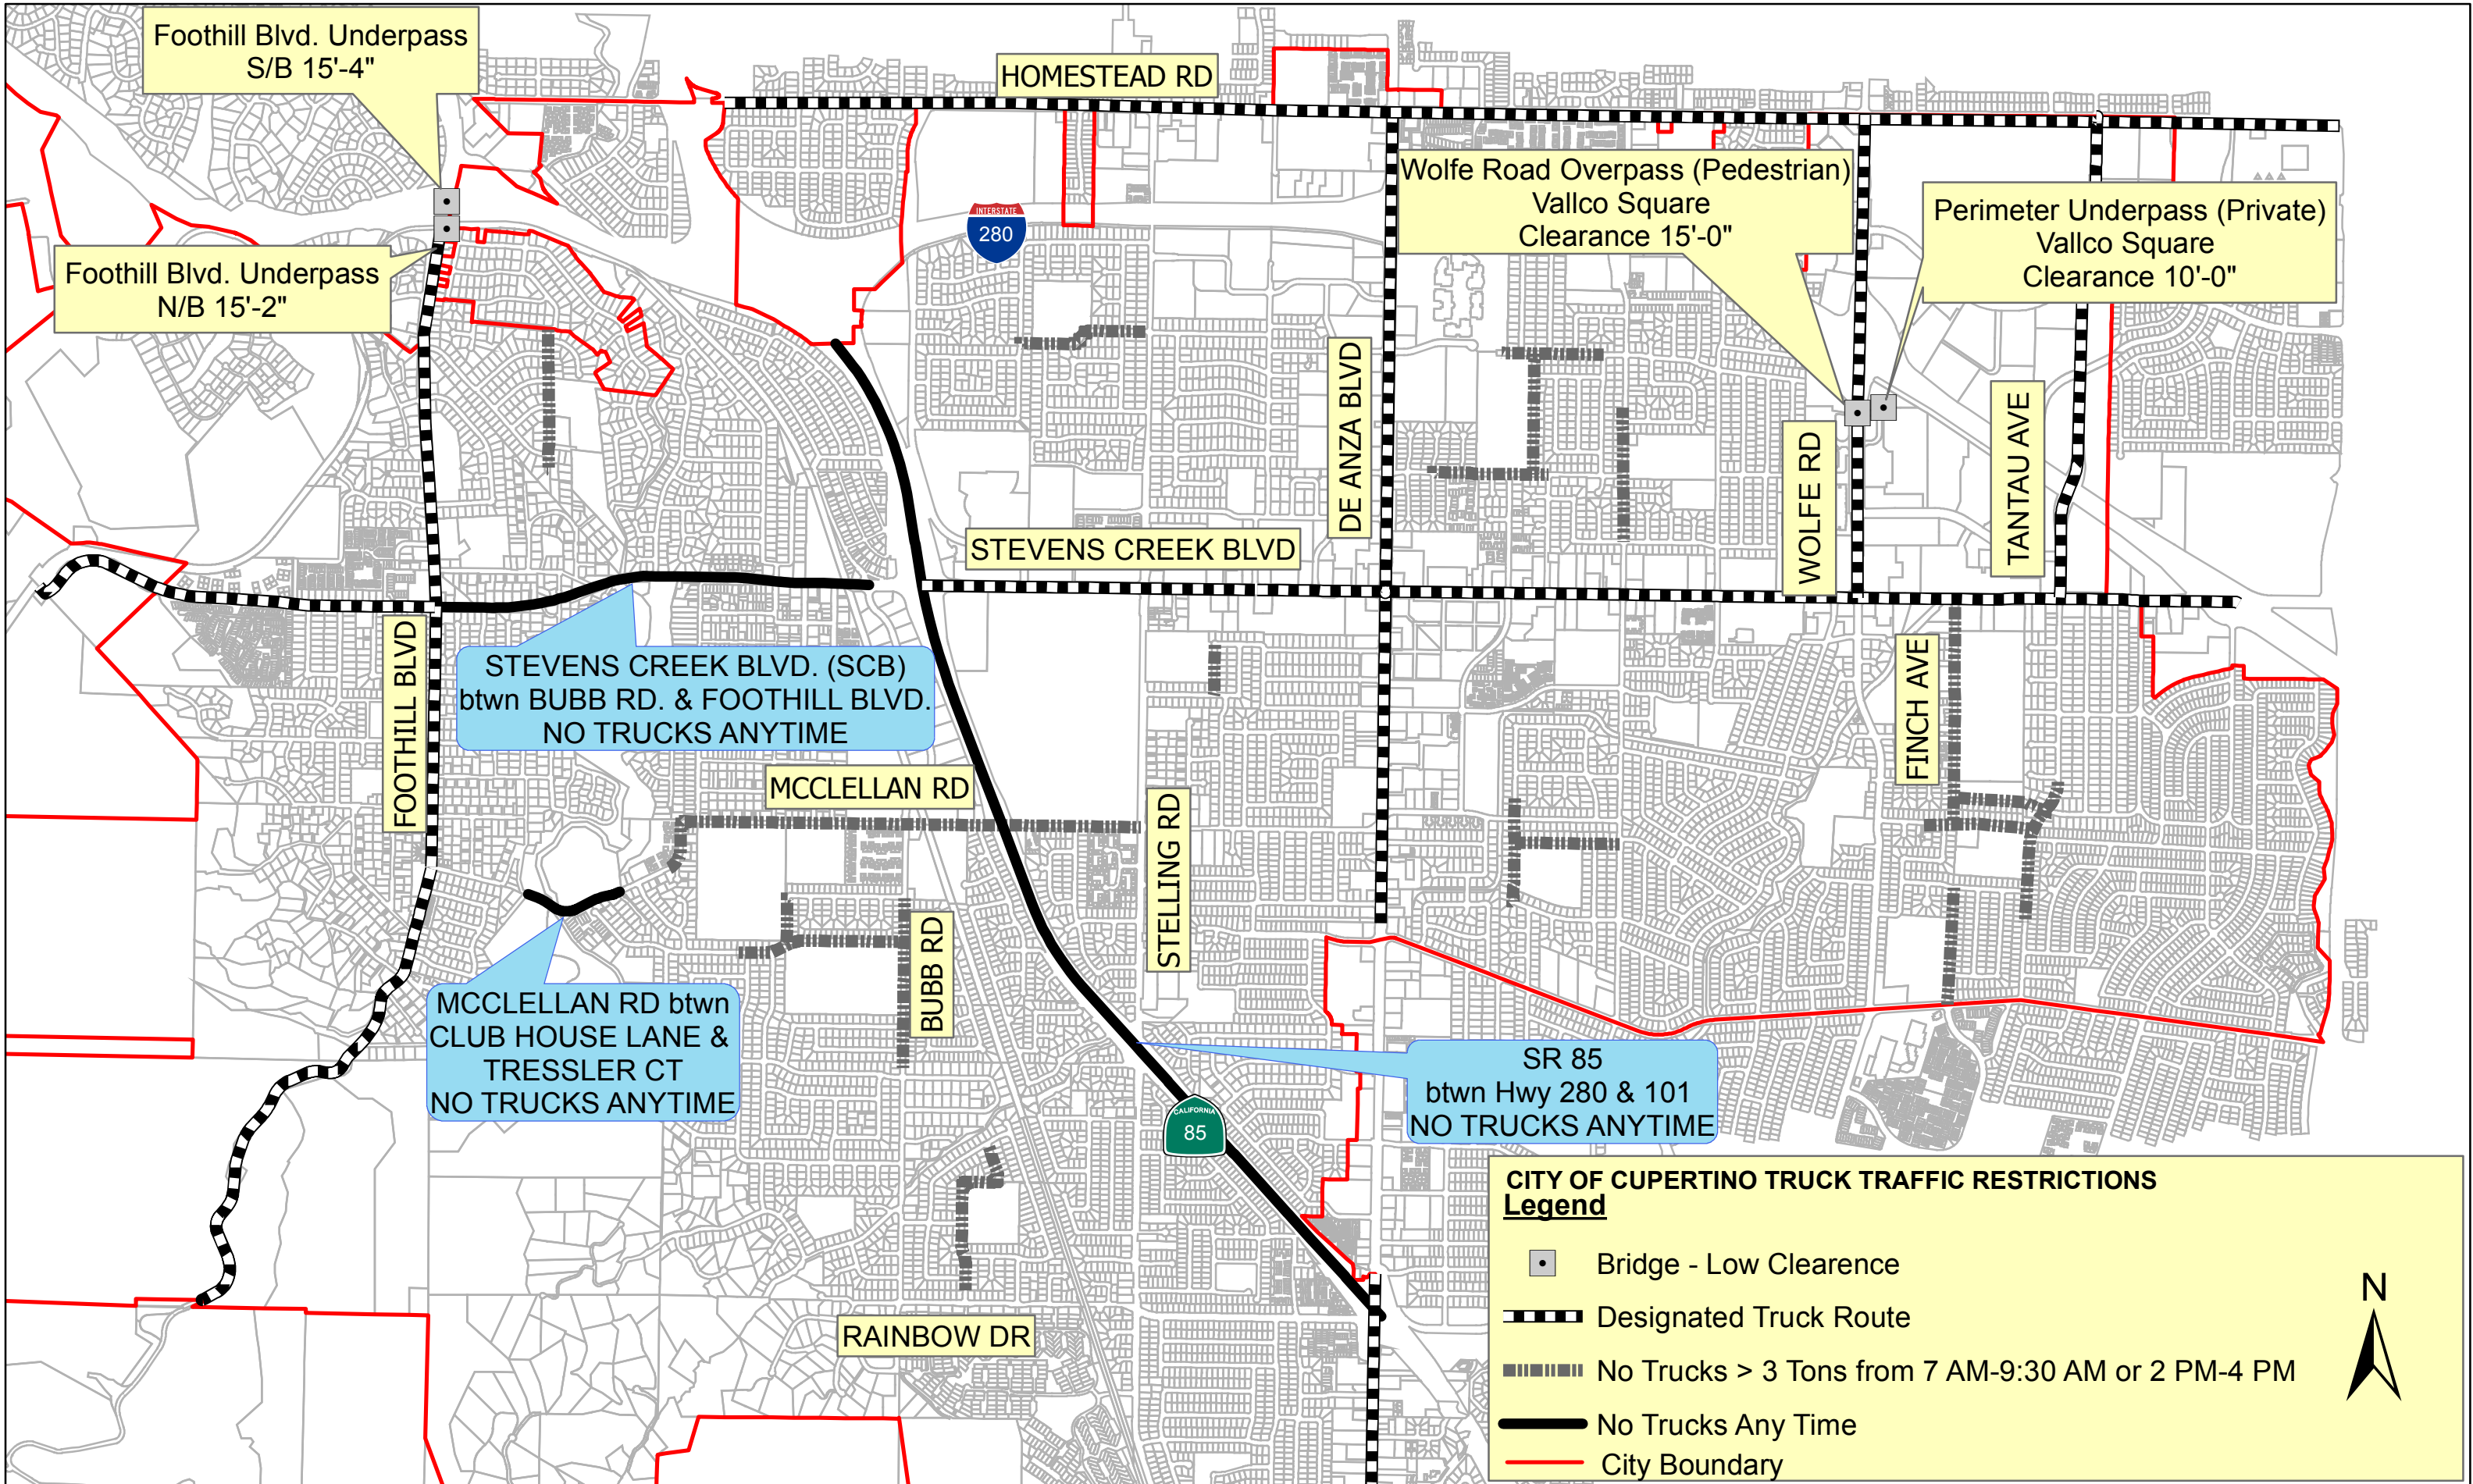 Foothill Blvd. Underpass
S/B 15'-4"
HOMESTEAD RD
Wolfe Road Overpass (Pedestrian)
Vallco Square
Clearance 15'-0"
Perimeter Underpass (Private)
Vallco Square
Clearance 10'-0"
INTERSTATE
280
Foothill Blvd. Underpass
N/B 15'-2"
DE ANZA BLVD
WOLFE RD
TANTAU AVE
STEVENS CREEK BLVD
FOOTHILL BLVD
STEVENS CREEK BLVD. (SCB)
btwn BUBB RD. & FOOTHILL BLVD.
NO TRUCKS ANYTIME
FINCH AVE
MCCLELLAN RD
STELLING RD
BUBB RD
MCCLELLAN RD btwn
CLUB HOUSE LANE &
TRESSLER CT
NO TRUCKS ANYTIME
SR 85
btwn Hwy 280 & 101
NO TRUCKS ANYTIME
CALIFORNIA
85
RAINBOW DR
CITY OF CUPERTINO TRUCK TRAFFIC RESTRICTIONS
Legend
Bridge - Low Clearence
Designated Truck Route
No Trucks > 3 Tons from 7 AM-9:30 AM or 2 PM-4 PM
No Trucks Any Time
City Boundary
N